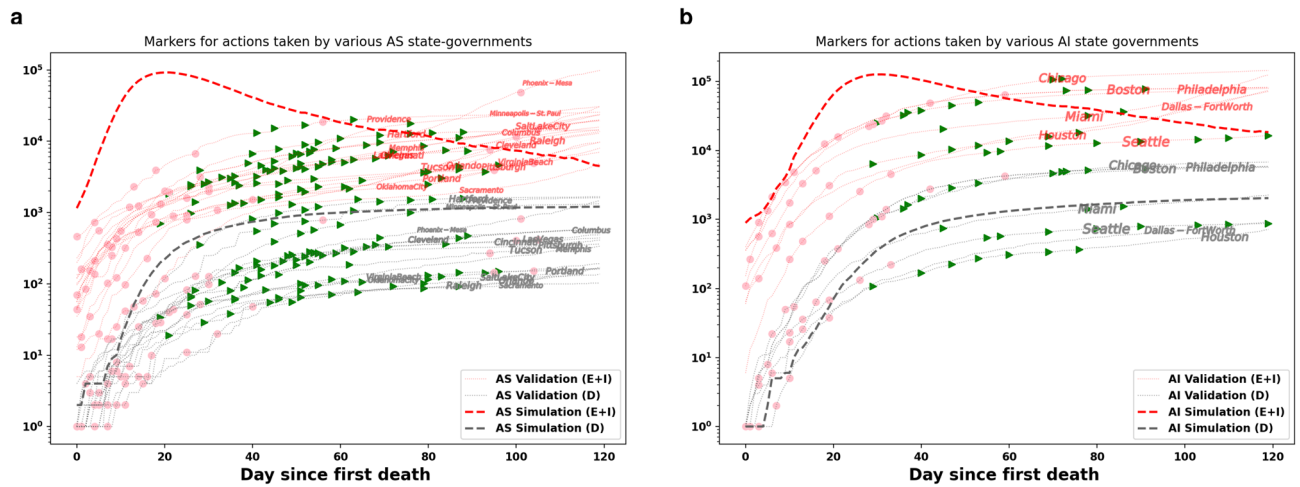 a
Markers for actions taken by various AS state-governments
10⁵
10⁴
10³
10²
10¹
10⁰
Phoenix-Mesa
Minneapolis-St.Paul
Providence
SaltLakeCity
Hartford
Columbus
Raleigh
Cleveland
Memphis
VirginiaBeach
Tucson
Portland
OklahomaCity
Sacramento
Hartford
Providence
Phoenix-Mesa
Columbus
Cleveland
Cincinnati
LasVegas
Pittsburgh
Tucson
Memphis
Portland
VirginiaBeach
OklahomaCity
SaltLakeCity
Raleigh
Sacramento
AS Validation (E+I)
AS Validation (D)
AS Simulation (E+I)
AS Simulation (D)
0 20 40 60 80 100 120
Day since first death
b
Markers for actions taken by various AI state governments
10⁵
10⁴
10³
10²
10¹
10⁰
Chicago
Boston
Philadelphia
Dallas-FortWorth
Miami
Houston
Seattle
Chicago
Boston
Philadelphia
Miami
Seattle
Dallas-FortWorth
Houston
AI Validation (E+I)
AI Validation (D)
AI Simulation (E+I)
AI Simulation (D)
0 20 40 60 80 100 120
Day since first death